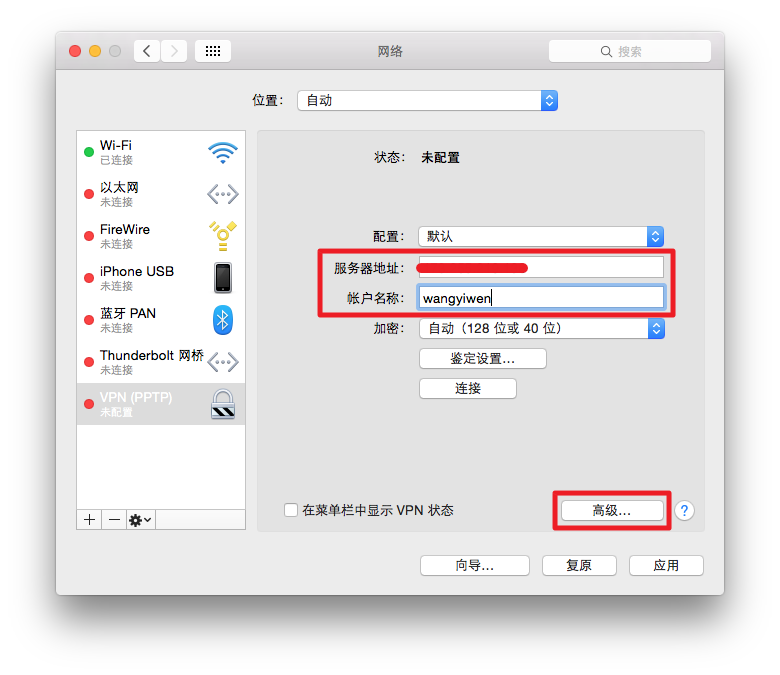 网络
搜索
位置： 自动
Wi-Fi
已连接
以太网
未连接
FireWire
未连接
iPhone USB
未连接
蓝牙 PAN
未连接
Thunderbolt 网桥
未连接
VPN (PPTP)
未配置
状态： 未配置
配置： 默认
服务器地址：
帐户名称： wangyiwen
加密： 自动（128 位或 40 位）
鉴定设置...
连接
在菜单栏中显示 VPN 状态
高级...
?
向导...
复原
应用